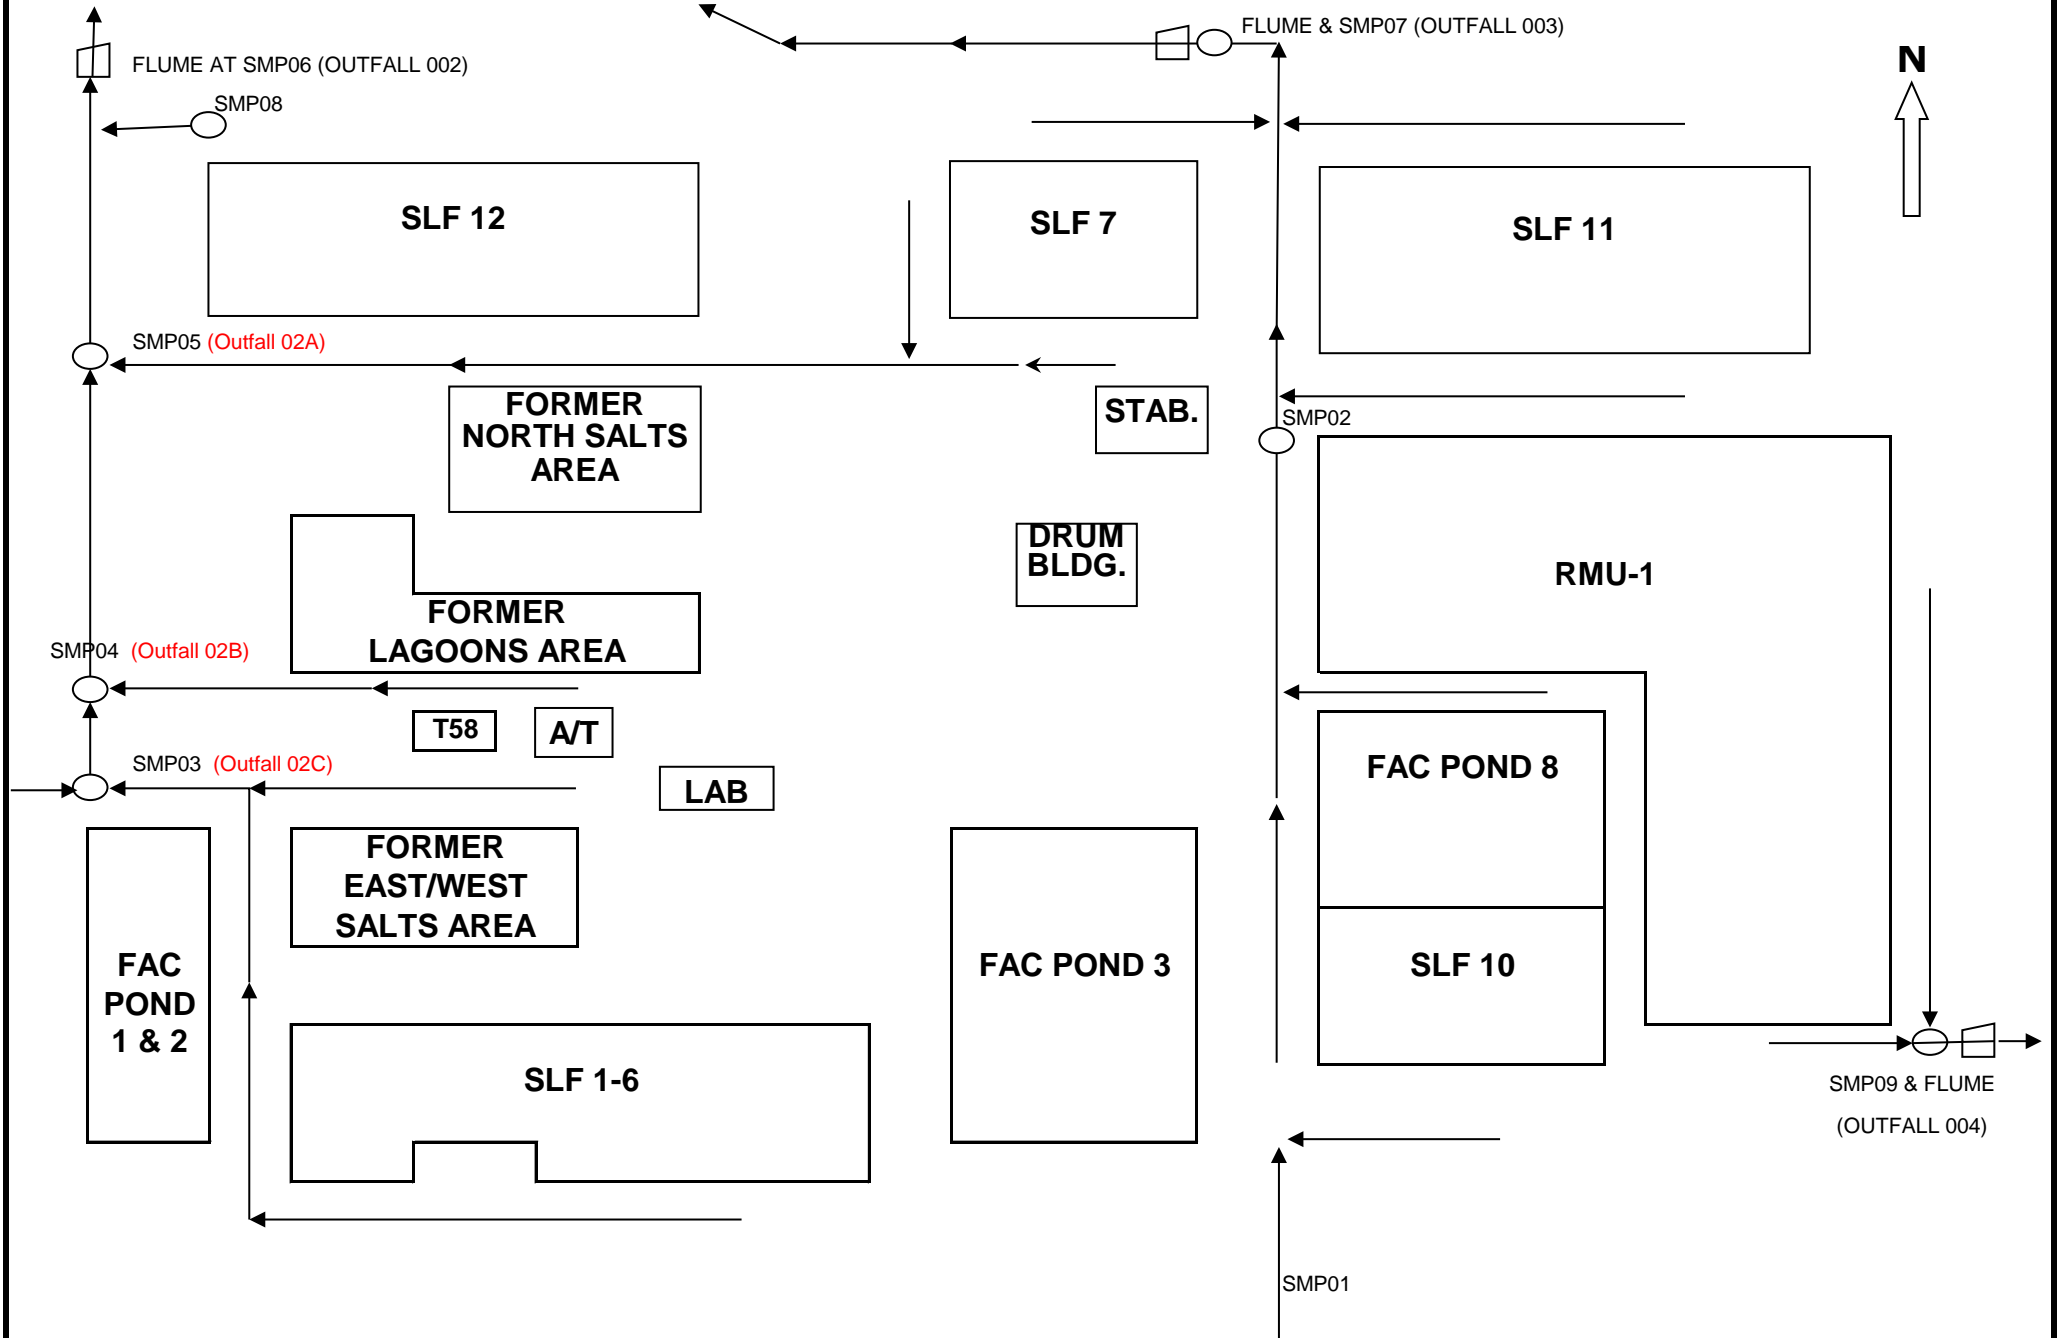 FLUME & SMP07 (OUTFALL 003)
N
FLUME AT SMP06 (OUTFALL 002)
SMP08
SLF 12
SLF 7
SLF 11
SMP05 (Outfall 02A)
FORMER
NORTH SALTS
AREA
STAB.
SMP02
DRUM
BLDG.
RMU-1
FORMER
LAGOONS AREA
SMP04 (Outfall 02B)
T58
A/T
SMP03 (Outfall 02C)
LAB
FAC POND 8
FORMER
EAST/WEST
SALTS AREA
FAC
POND
1 & 2
FAC POND 3
SLF 10
SLF 1-6
SMP09 & FLUME
(OUTFALL 004)
SMP01